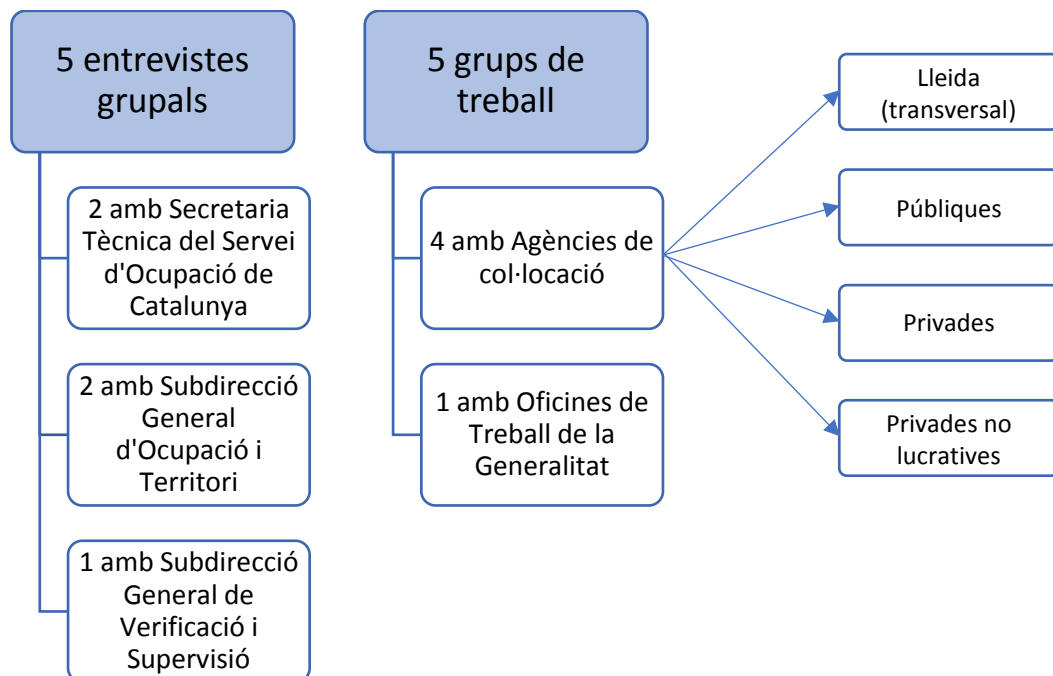 5 entrevistes
grupals
2 amb Secretaria
Tècnica del Servei
d'Ocupació de
Catalunya
2 amb Subdirecció
General
d'Ocupació i
Territori
1 amb Subdirecció
General de
Verificació i
Supervisió
5 grups de
treball
4 amb Agències de
col·locació
1 amb Oficines de
Treball de la
Generalitat
Lleida
(transversal)
Públiques
Privades
Privades no
lucratives